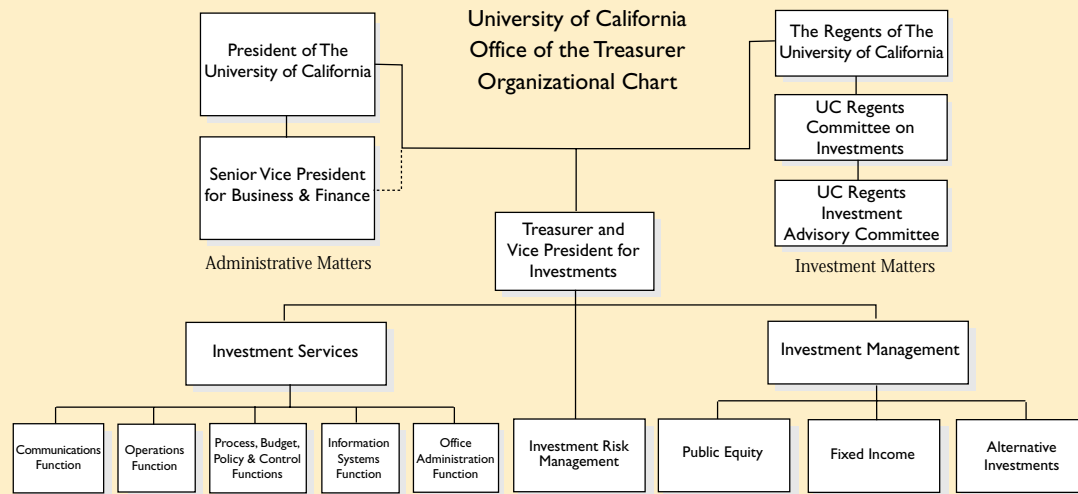 University of California
Office of the Treasurer
Organizational Chart
President of The
University of California
Senior Vice President
for Business & Finance
Administrative Matters
The Regents of The
University of California
UC Regents
Committee on
Investments
UC Regents
Investment
Advisory Committee
Investment Matters
Treasurer and
Vice President for
Investments
Investment Services
Investment Management
Communications
Function
Operations
Function
Process, Budget,
Policy & Control
Functions
Information
Systems
Function
Office
Administration
Function
Investment Risk
Management
Public Equity
Fixed Income
Alternative
Investments